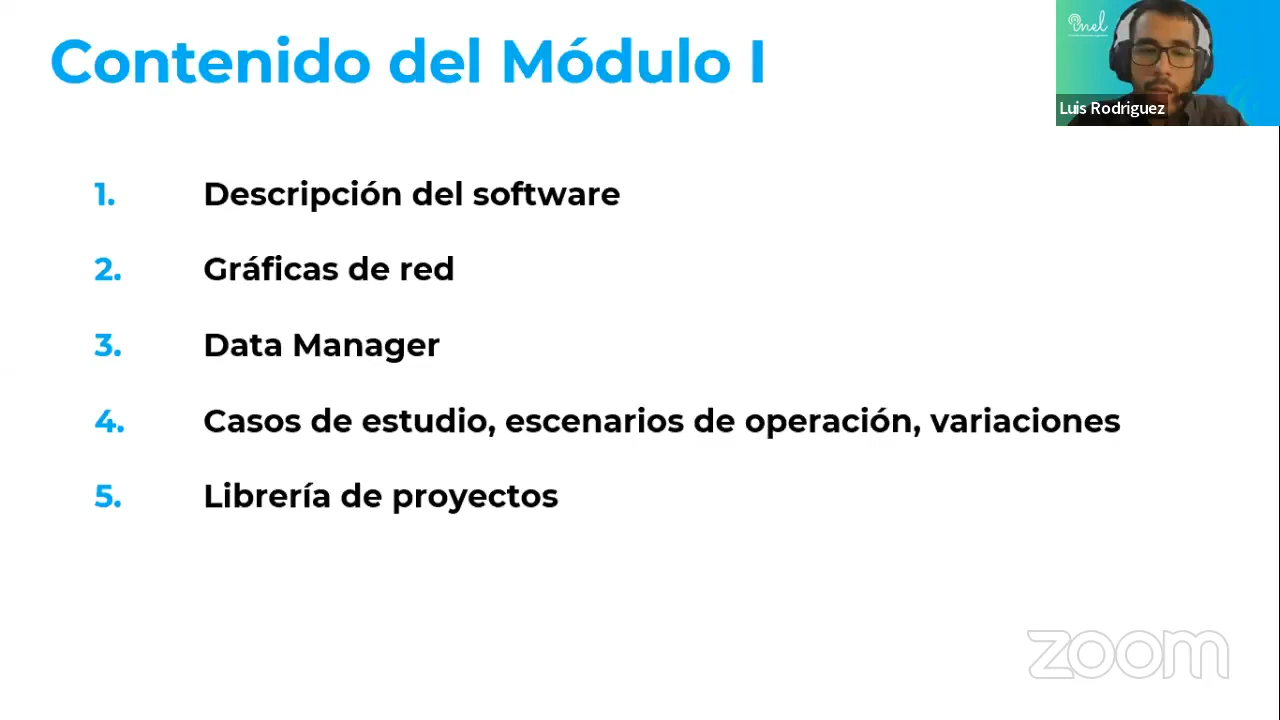 Contenido del Módulo I
inel
Luis Rodriguez
1. Descripción del software
2. Gráficas de red
3. Data Manager
4. Casos de estudio, escenarios de operación, variaciones
5. Librería de proyectos
zoom